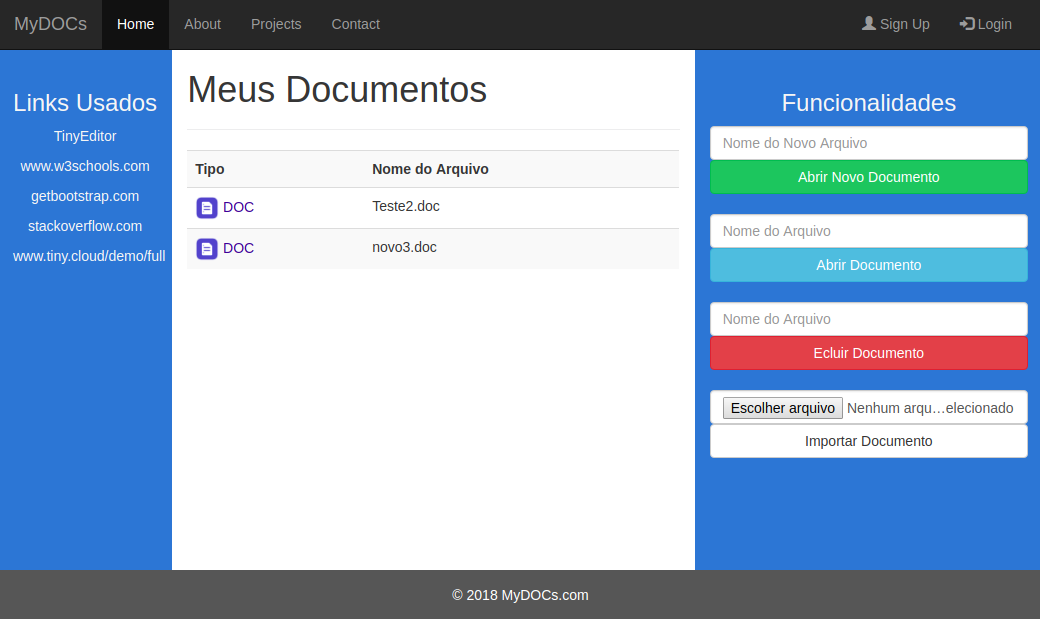 MyDOCs Home About Projects Contact Sign Up Login
Links Usados
TinyEditor
www.w3schools.com
getbootstrap.com
stackoverflow.com
www.tiny.cloud/demo/full
Meus Documentos
Tipo Nome do Arquivo
DOC Teste2.doc
DOC novo3.doc
Funcionalidades
Nome do Novo Arquivo
Abrir Novo Documento
Nome do Arquivo
Abrir Documento
Nome do Arquivo
Ecluir Documento
Escolher arquivo Nenhum arqu…elecionado
Importar Documento
© 2018 MyDOCs.com